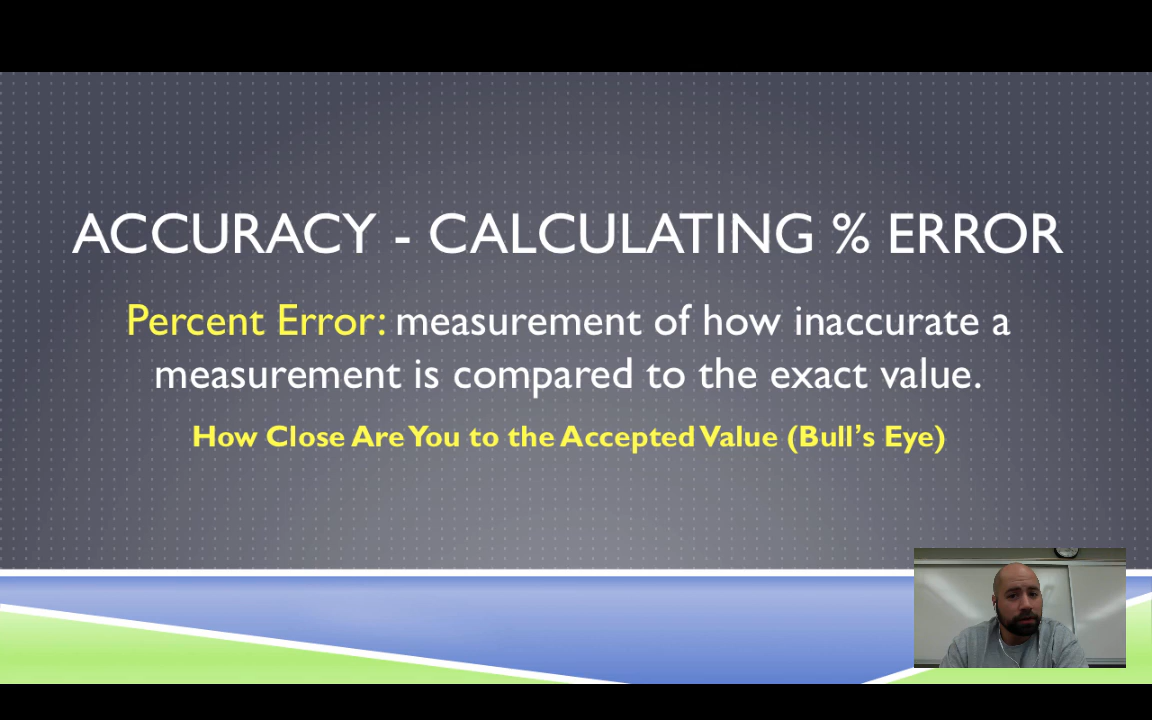 ACCURACY - CALCULATING % ERROR
Percent Error: measurement of how inaccurate a
measurement is compared to the exact value.
How Close Are You to the Accepted Value (Bull's Eye)